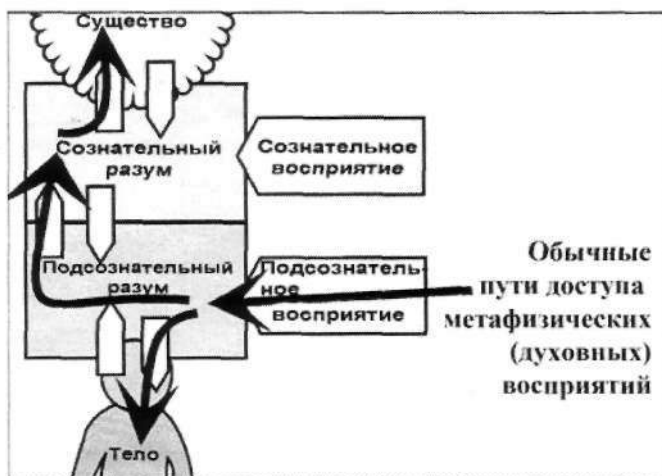 Существо
Сознательный
разум
Сознательное
восприятие
Подсознательный
разум
Подсознатель-
ное
восприятие
Обычные
пути доступа
метафизических
(духовных)
восприятий
Тело